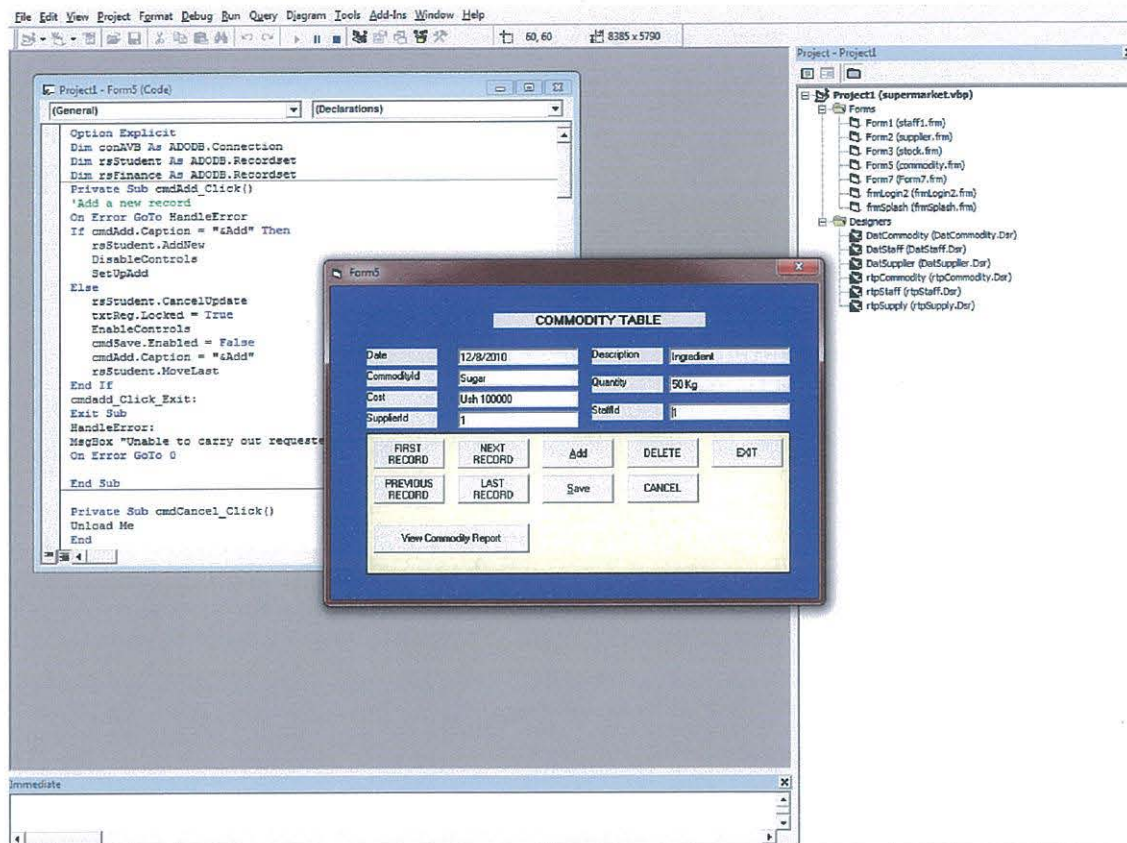 File Edit View Project Format Debug Run Query Diagram Tools Add-Ins Window Help
60, 60 8385 x 5790
Project1 - Form5 (Code)
(General) (Declarations)
Option Explicit
Dim conAVB As ADODB.Connection
Dim rsStudent As ADODB.Recordset
Dim rsFinance As ADODB.Recordset
Private Sub cmdAdd_Click()
'Add a new record
On Error GoTo HandleError
If cmdAdd.Caption = "&Add" Then
rsStudent.AddNew
DisableControls
SetUpAdd
Else
rsStudent.CancelUpdate
txtReg.Locked = True
EnableControls
cmdSave.Enabled = False
cmdAdd.Caption = "&Add"
rsStudent.MoveLast
End If
cmdadd_Click_Exit:
Exit Sub
HandleError:
MsgBox "Unable to carry out requeste
On Error GoTo 0
End Sub
Private Sub cmdCancel_Click()
Unload Me
End
Form5
COMMODITY TABLE
Date 12/8/2010 Description Ingredient
CommodityId Sugar Quantity 50 Kg
Cost Ush 100000 StaffId 1
SupplierId 1
FIRST RECORD NEXT RECORD Add DELETE EXIT
PREVIOUS RECORD LAST RECORD Save CANCEL
View Commodity Report
Project - Project1
Project1 (supermarket.vbp)
Forms
Form1 (staff1.frm)
Form2 (supplier.frm)
Form3 (stock.frm)
Form5 (commodity.frm)
Form7 (Form7.frm)
frmLogin2 (frmLogin2.frm)
frmSplash (frmSplash.frm)
Designers
DatCommodity (DatCommodity.Dsr)
DatStaff (DatStaff.Dsr)
DatSupplier (DatSupplier.Dsr)
rtpCommodity (rtpCommodity.Dsr)
rtpStaff (rtpStaff.Dsr)
rtpSupply (rtpSupply.Dsr)
Immediate